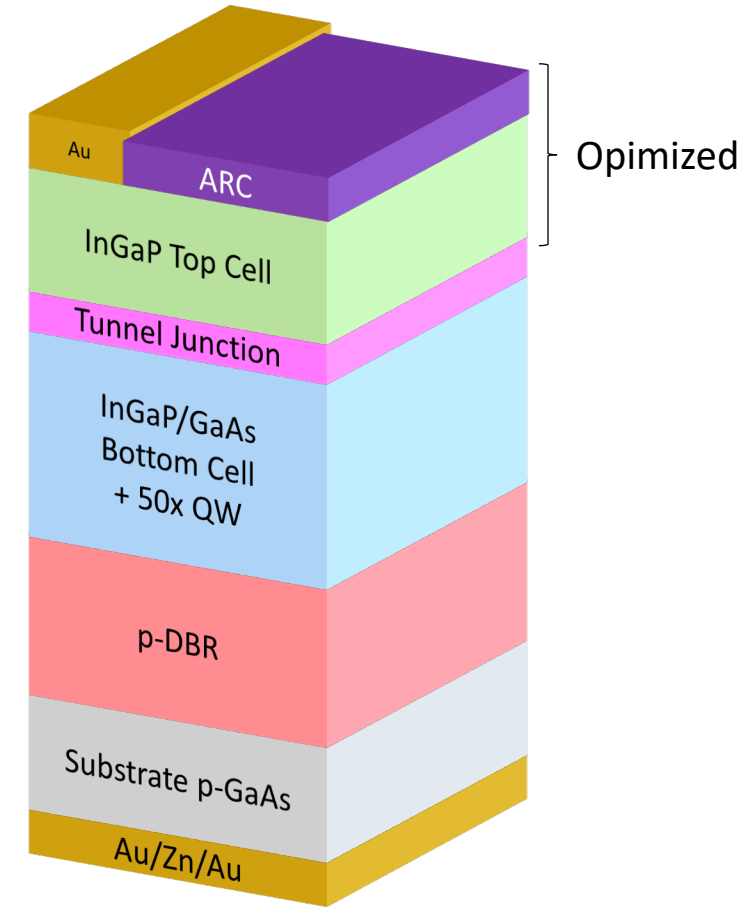 Au
ARC
Opimized
InGaP Top Cell
Tunnel Junction
InGaP/GaAs
Bottom Cell
+ 50x QW
p-DBR
Substrate p-GaAs
Au/Zn/Au